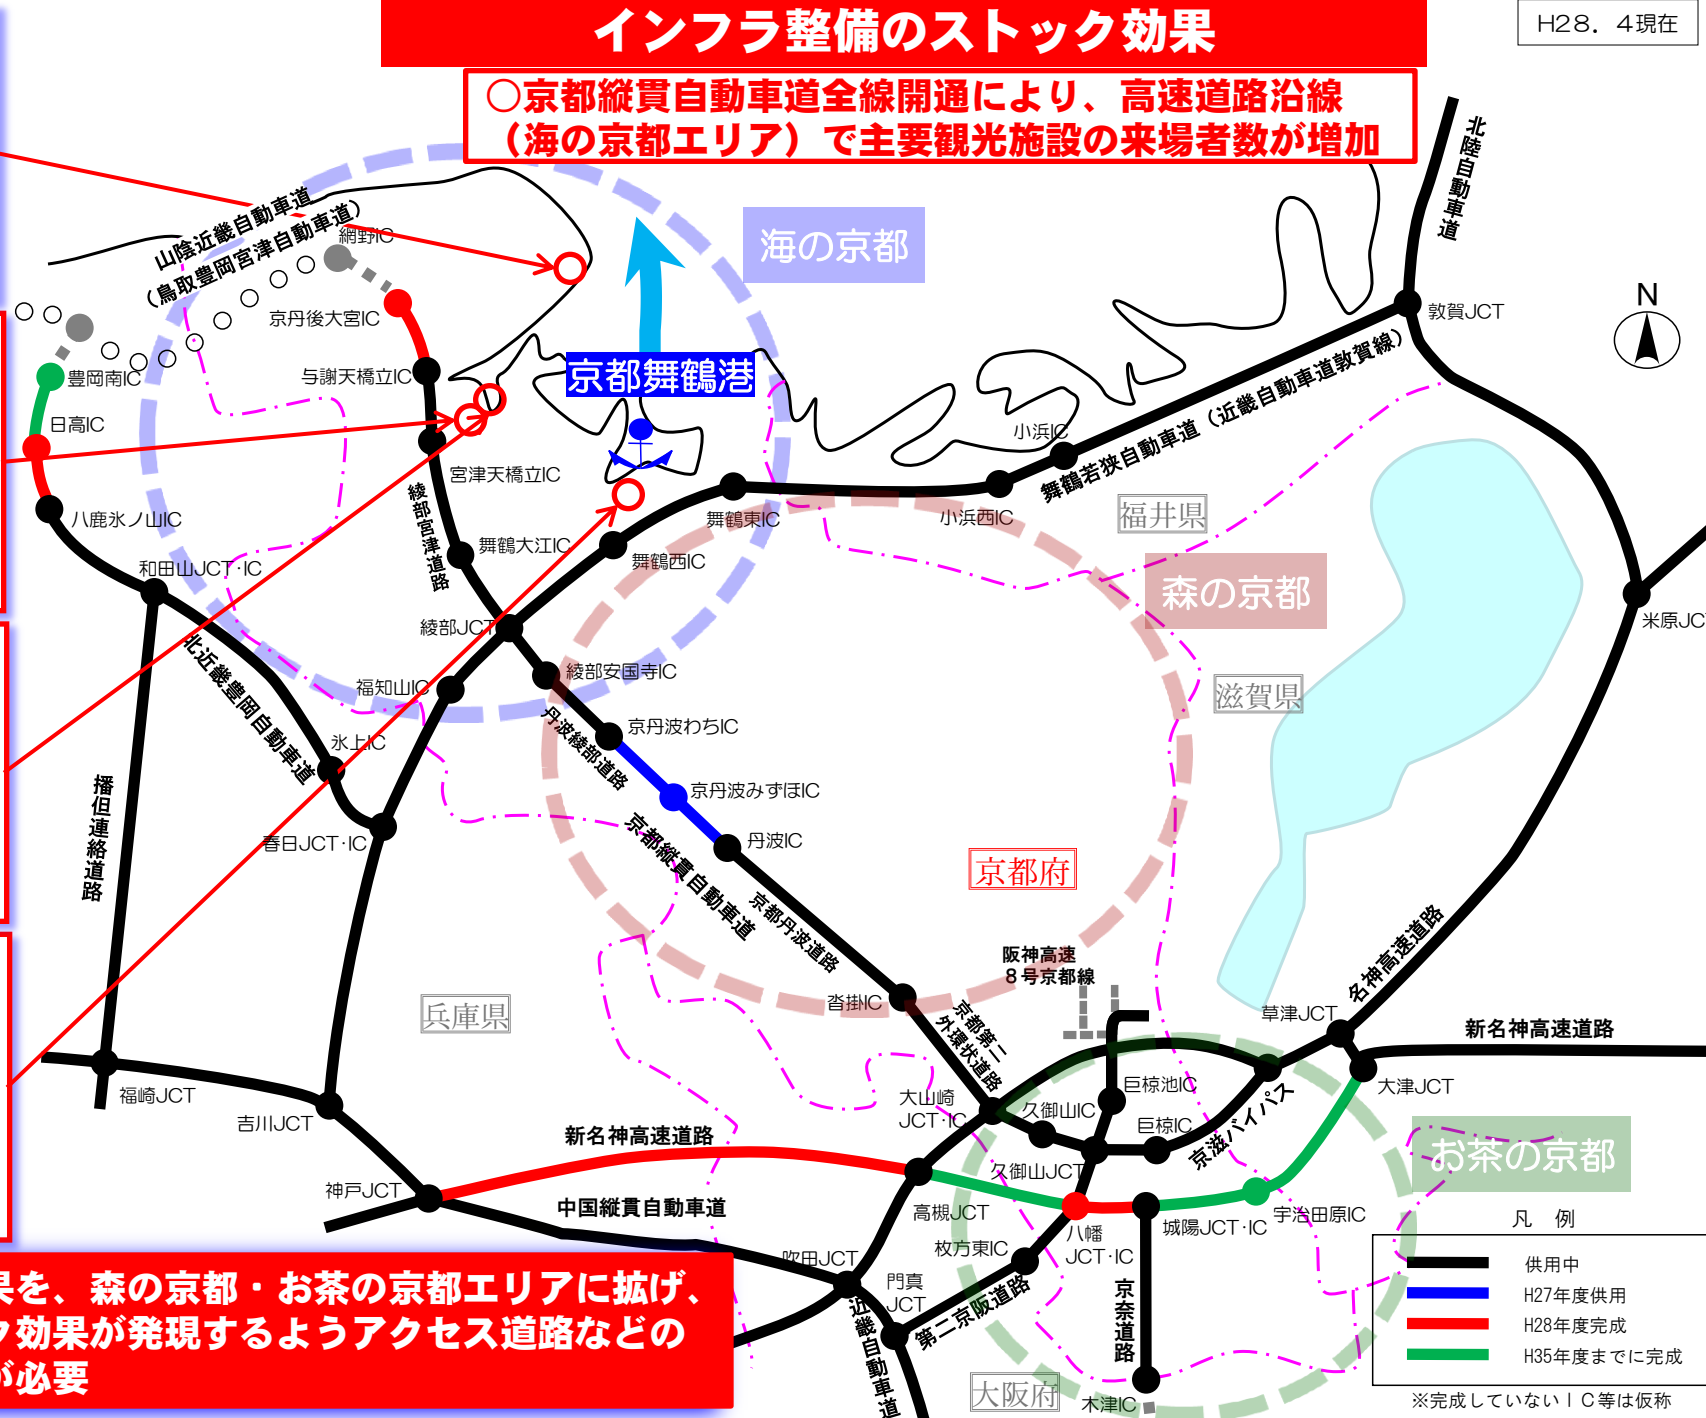 インフラ整備のストック効果
H28．4現在
○京都縦貫自動車道全線開通により、高速道路沿線
（海の京都エリア）で主要観光施設の来場者数が増加
北陸自動車道
山陰近畿自動車道
（鳥取豊岡宮津自動車道）
網野IC
海の京都
N
京丹後大宮IC
敦賀JCT
豊岡南IC
与謝天橋立IC
京都舞鶴港
日高IC
小浜IC
舞鶴若狭自動車道（近畿自動車道敦賀線）
宮津天橋立IC
綾部宮津道路
八鹿氷ノ山IC
舞鶴東IC
小浜西IC
福井県
舞鶴大江IC
舞鶴西IC
和田山JCT･IC
森の京都
米原JCT
綾部JCT
北近畿豊岡自動車道
福知山IC
綾部安国寺IC
滋賀県
丹波綾部道路
京丹波わちIC
氷上IC
播但連絡道路
京丹波みずほIC
春日JCT･IC
京都縦貫自動車道
丹波IC
京都府
京都丹波道路
阪神高速
８号京都線
名神高速道路
兵庫県
沓掛IC
京都第二
外環状道路
草津JCT
新名神高速道路
福崎JCT
吉川JCT
大山崎
JCT･IC
久御山IC
巨椋池IC
巨椋IC
大津JCT
京滋バイパス
新名神高速道路
久御山JCT
お茶の京都
神戸JCT
中国縦貫自動車道
高槻JCT
八幡
JCT･IC
城陽JCT･IC
宇治田原IC
凡　例
枚方東IC
吹田JCT
門真
JCT
供用中
H27年度供用
H28年度完成
H35年度までに完成
果を、森の京都・お茶の京都エリアに拡げ、
ク効果が発現するようアクセス道路などの
が必要
近畿自動車道
第二京阪道路
京奈道路
大阪府
木津IC
※完成していないＩＣ等は仮称